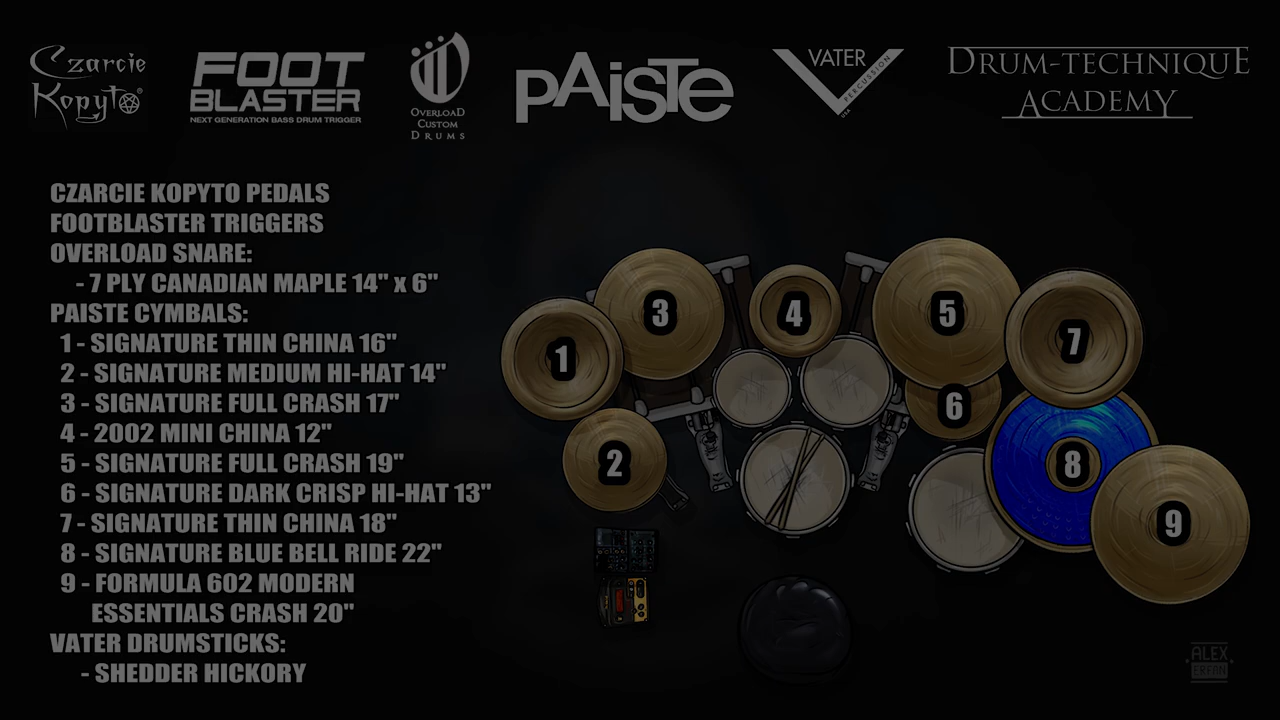 Czarcie
Kopyto®
FOOT
BLASTER
NEXT GENERATION BASS DRUM TRIGGER
OVERLOAD
CUSTOM
DRUMS
PAiSTe
VATER
PERCUSSION
USA
DRUM-TECHNIQUE
ACADEMY
CZARCIE KOPYTO PEDALS
FOOTBLASTER TRIGGERS
OVERLOAD SNARE:
- 7 PLY CANADIAN MAPLE 14" x 6"
PAISTE CYMBALS:
1 - SIGNATURE THIN CHINA 16"
2 - SIGNATURE MEDIUM HI-HAT 14"
3 - SIGNATURE FULL CRASH 17"
4 - 2002 MINI CHINA 12"
5 - SIGNATURE FULL CRASH 19"
6 - SIGNATURE DARK CRISP HI-HAT 13"
7 - SIGNATURE THIN CHINA 18"
8 - SIGNATURE BLUE BELL RIDE 22"
9 - FORMULA 602 MODERN
ESSENTIALS CRASH 20"
VATER DRUMSTICKS:
- SHEDDER HICKORY
1
2
3
4
5
6
7
8
9
ALEX
ERFAN